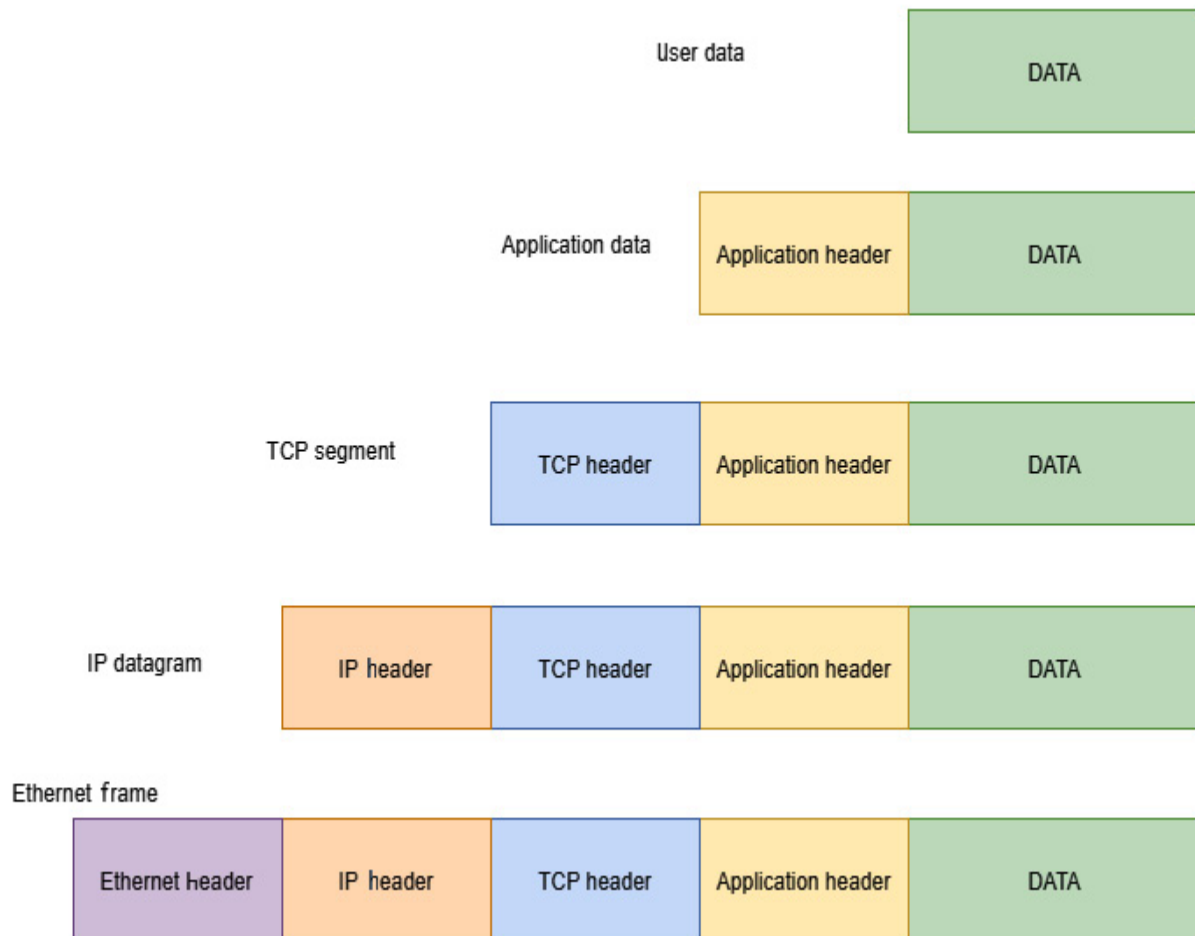 User data
DATA
Application data
Application header
DATA
TCP segment
TCP header
Application header
DATA
IP datagram
IP header
TCP header
Application header
DATA
Ethernet frame
Ethernet header
IP header
TCP header
Application header
DATA